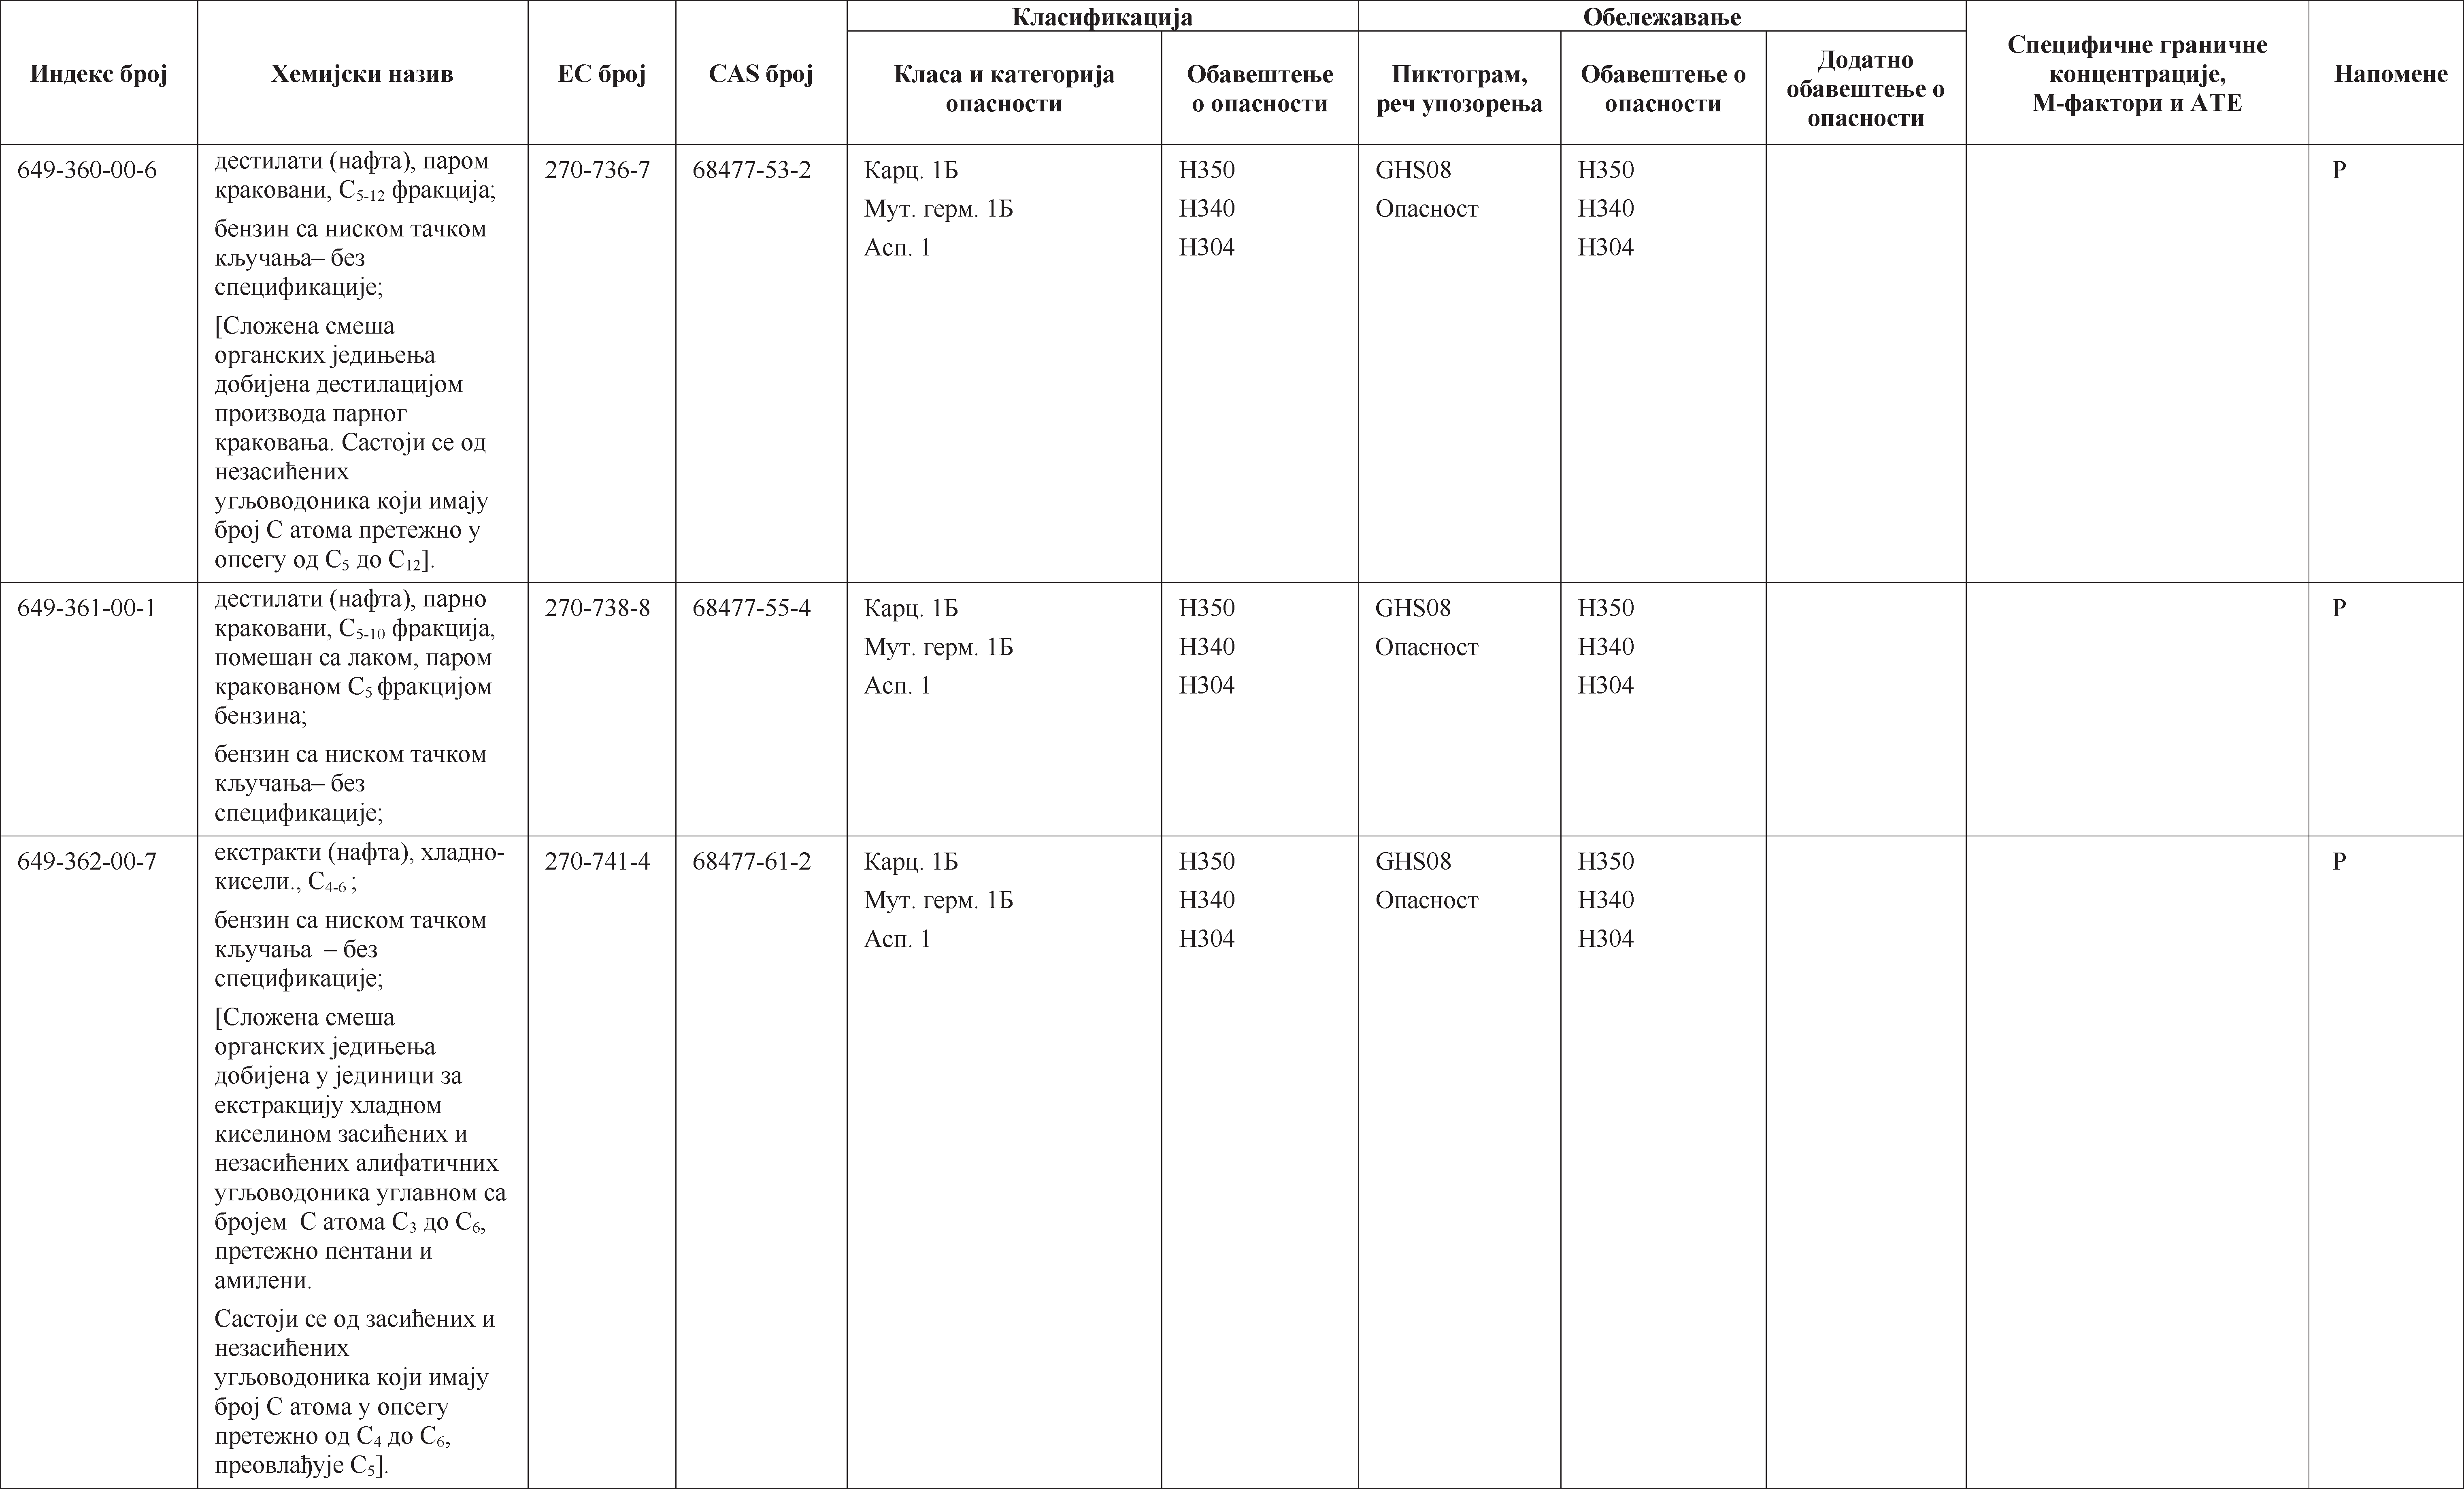 Индекс број
Хемијски назив
ЕС број
CAS број
Класификација
Класа и категорија
опасности
Обавештење
о опасности
Обележавање
Пиктограм,
реч упозорења
Обавештење о
опасности
Додатно
обавештење о
опасности
Специфичне граничне
концентрације,
М-фактори и АТЕ
Напомене
649-360-00-6
дестилати (нафта), паром
краковани, C5-12 фракција;
бензин са ниском тачком
кључања– без
спецификације;
[Сложена смеша
органских једињења
добијена дестилацијом
производа парног
краковања. Састоји се од
незасићених
угљоводоника који имају
број C атома претежно у
опсегу од C5 до C12].
270-736-7
68477-53-2
Карц. 1Б
Мут. герм. 1Б
Асп. 1
H350
H340
H304
GHS08
Опасност
H350
H340
H304
P
649-361-00-1
дестилати (нафта), парно
краковани, C5-10 фракција,
помешан са лаком, паром
кракованом C5 фракцијом
бензина;
бензин са ниском тачком
кључања– без
спецификације;
270-738-8
68477-55-4
Карц. 1Б
Мут. герм. 1Б
Асп. 1
H350
H340
H304
GHS08
Опасност
H350
H340
H304
P
649-362-00-7
екстракти (нафта), хладно-
кисели., C4-6 ;
бензин са ниском тачком
кључања  – без
спецификације;
[Сложена смеша
органских једињења
добијена у јединици за
екстракцију хладном
киселином засићених и
незасићених алифатичних
угљоводоника углавном са
бројем  C атома C3 до C6,
претежно пентани и
амилени.
Састоји се од засићених и
незасићених
угљоводоника који имају
број C атома у опсегу
претежно од C4 до C6,
преовлађује C5].
270-741-4
68477-61-2
Карц. 1Б
Мут. герм. 1Б
Асп. 1
H350
H340
H304
GHS08
Опасност
H350
H340
H304
P